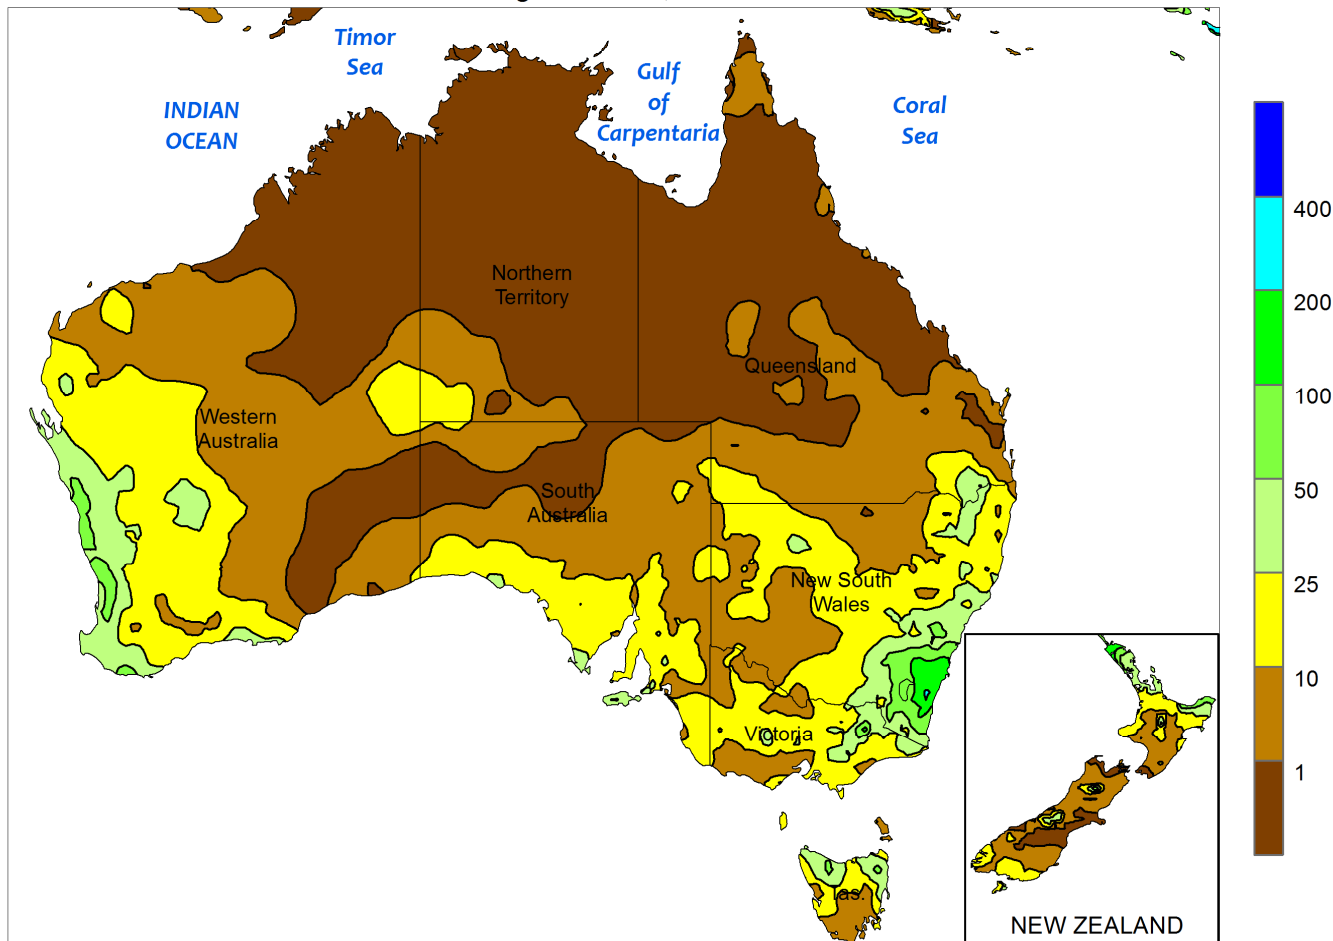 Timor
Sea
INDIAN
OCEAN
Gulf
of
Carpentaria
Coral
Sea
Northern
Territory
Queensland
Western
Australia
South
Australia
New South
Wales
Victoria
Tas.
NEW ZEALAND
400
200
100
50
25
10
1